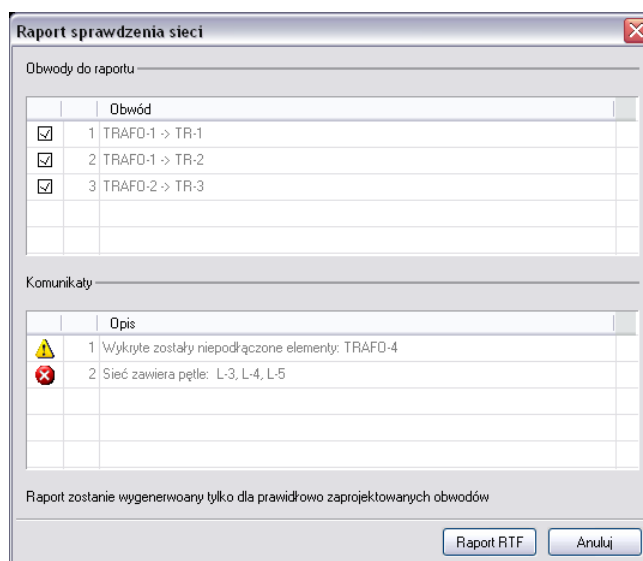 Raport sprawdzenia sieci
Obwody do raportu
Obwód
1 TRAFO-1 -> TR-1
2 TRAFO-1 -> TR-2
3 TRAFO-2 -> TR-3
Komunikaty
Opis
1 Wykryte zostały niepodłączone elementy: TRAFO-4
2 Sieć zawiera pętle: L-3, L-4, L-5
Raport zostanie wygenerwoany tylko dla prawidłowo zaprojektowanych obwodów
Raport RTF Anuluj